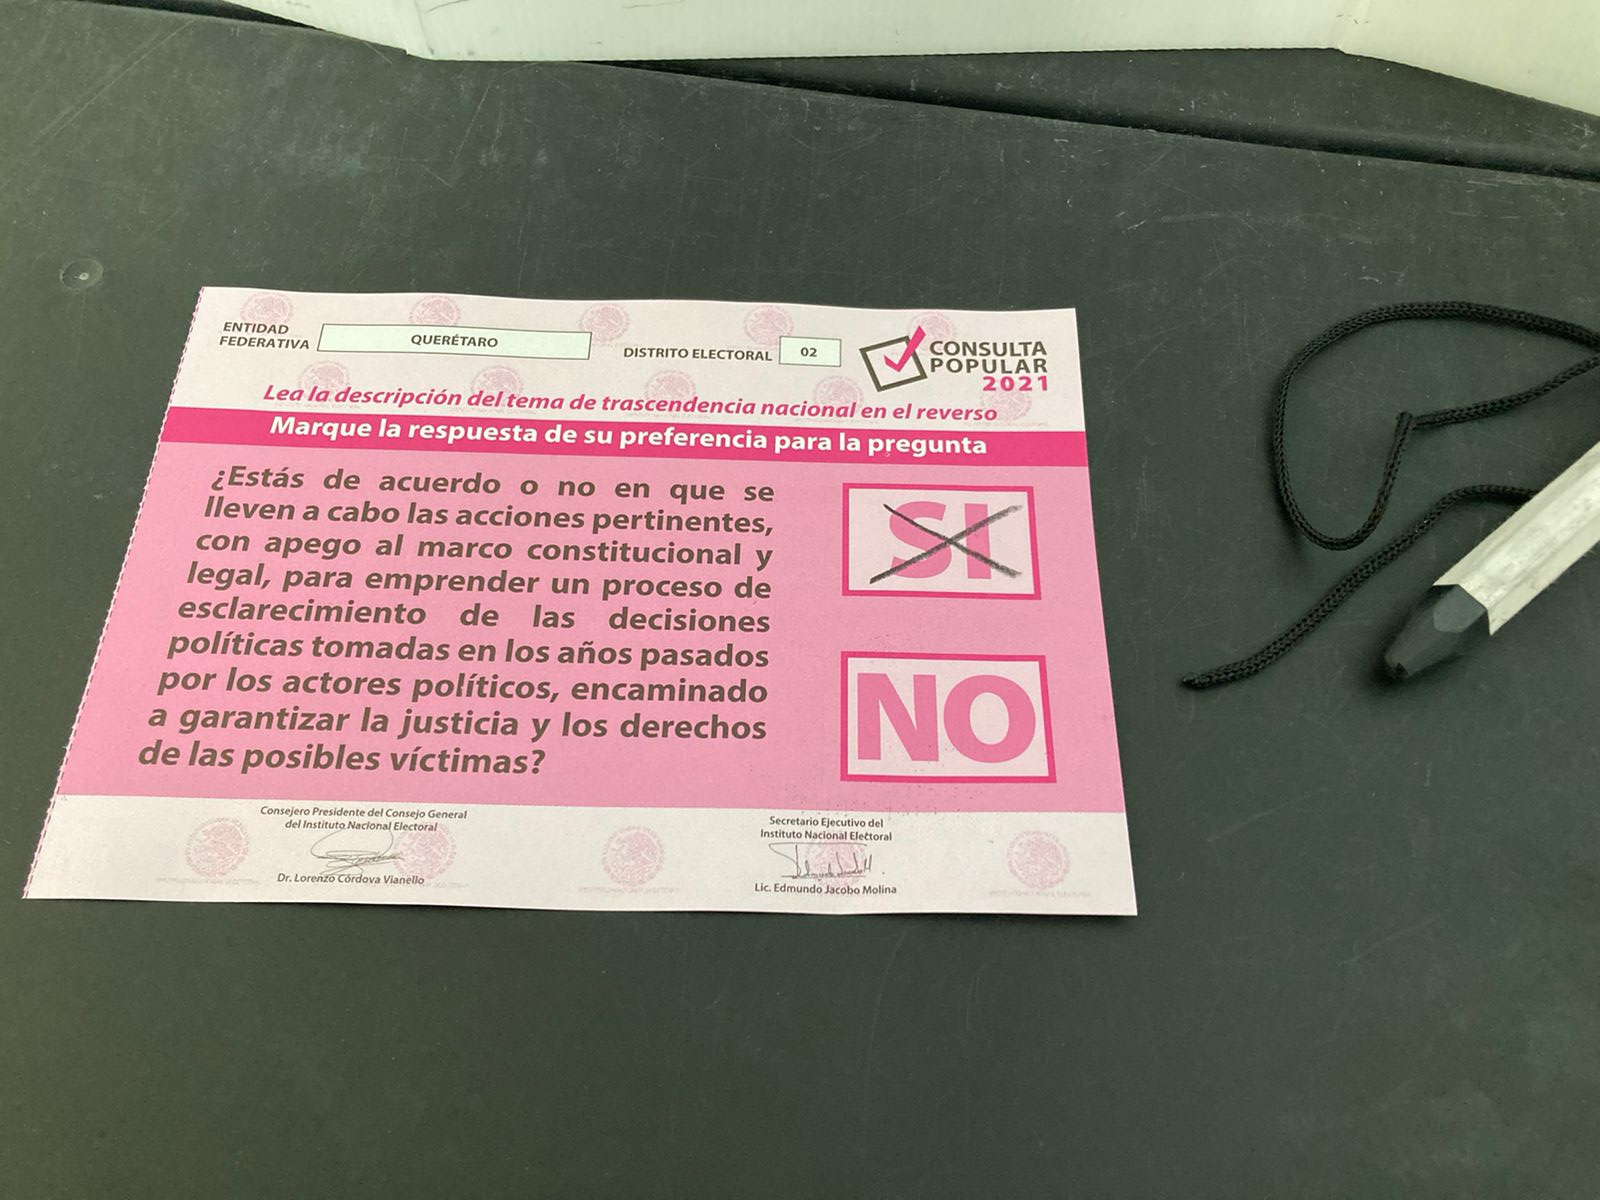 ENTIDAD
FEDERATIVA
QUERÉTARO
DISTRITO ELECTORAL
02
CONSULTA
POPULAR
2021
Lea la descripción del tema de trascendencia nacional en el reverso
Marque la respuesta de su preferencia para la pregunta
¿Estás de acuerdo o no en que se
lleven a cabo las acciones pertinentes,
con apego al marco constitucional y
legal, para emprender un proceso de
esclarecimiento de las decisiones
políticas tomadas en los años pasados
por los actores políticos, encaminado
a garantizar la justicia y los derechos
de las posibles víctimas?
SI
NO
Consejero Presidente del Consejo General
del Instituto Nacional Electoral
Dr. Lorenzo Córdova Vianello
Secretario Ejecutivo del
Instituto Nacional Electoral
Lic. Edmundo Jacobo Molina